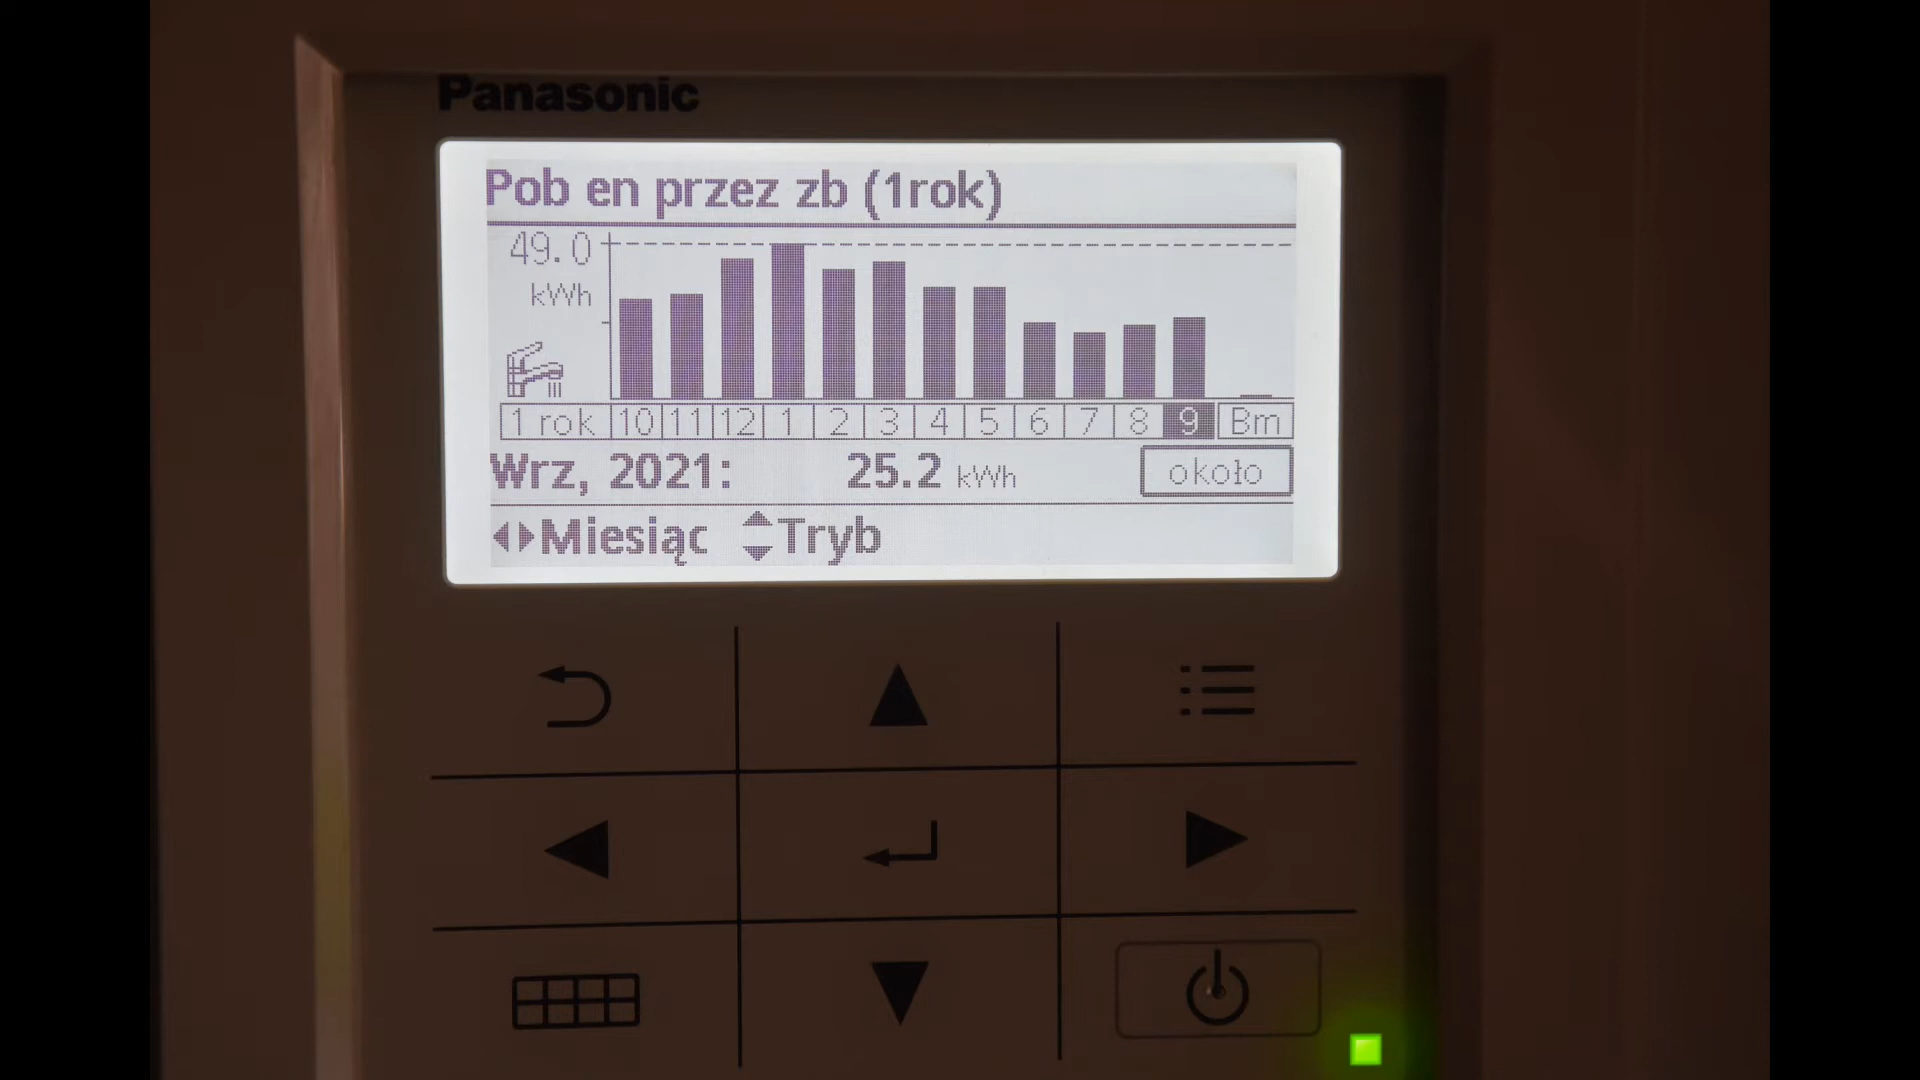 Panasonic
Pob en przez zb (1rok)
49.0
kWh
1 rok 10 11 12 1 2 3 4 5 6 7 8 9 Bm
Wrz, 2021: 25.2 kWh około
Miesiąc Tryb